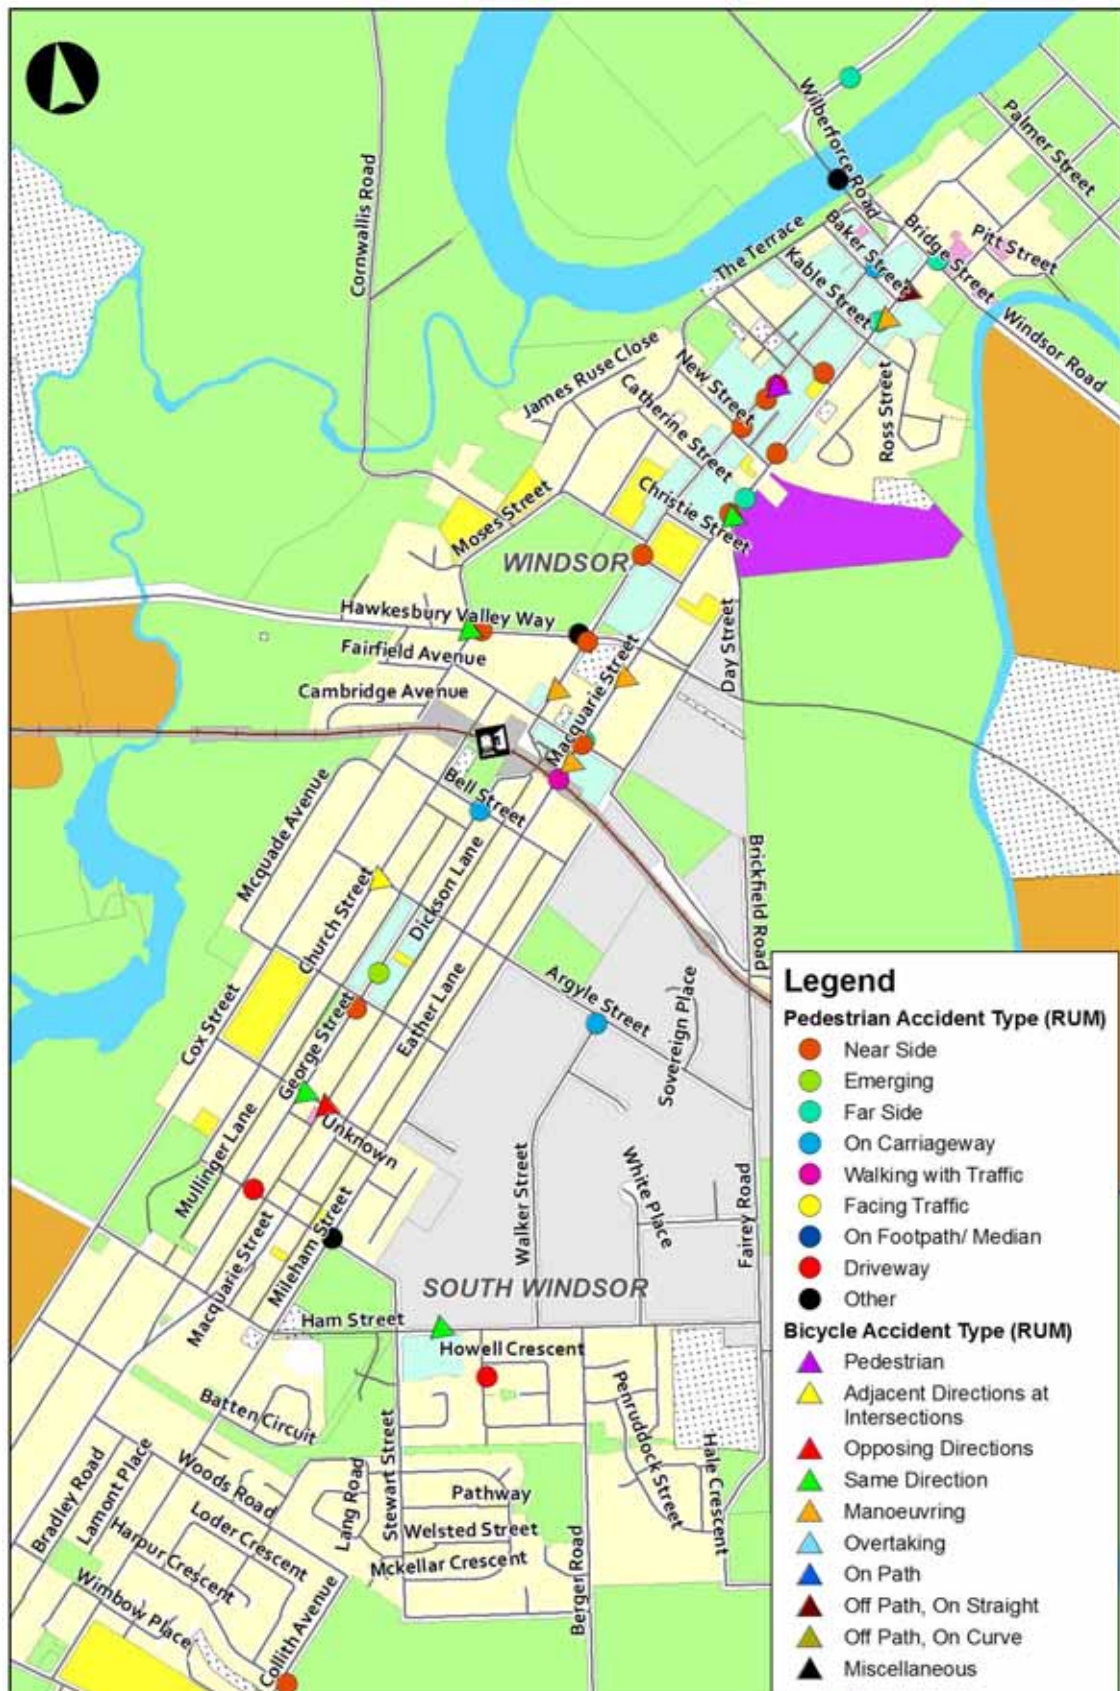 Wilberforce Road
Palmer Street
Cornwallis Road
Baker Street
Bridge Street
Pitt Street
The Terrace
Kable Street
Windsor Road
James Ruse Close
New Street
Catherine Street
Ross Street
Christie Street
Moses Street
WINDSOR
Hawkesbury Valley Way
Fairfield Avenue
Day Street
Cambridge Avenue
Macquarie Street
Bell Street
Mcquade Avenue
Dickson Lane
Brickfield Road
Church Street
Argyle Street
Sovereign Place
Eather Lane
Cox Street
George Street
Unknown
Mullinger Lane
Walker Street
White Place
Fairey Road
Macquarie Street
Mileham Street
SOUTH WINDSOR
Ham Street
Howell Crescent
Batten Circuit
Penruddock Street
Hale Crescent
Stewart Street
Bradley Road
Lamont Place
Woods Road
Lang Road
Pathway
Loder Crescent
Welsted Street
Harpur Crescent
Mckellar Crescent
Berger Road
Wimbow Place
Collith Avenue
Legend
Pedestrian Accident Type (RUM)
Near Side
Emerging
Far Side
On Carriageway
Walking with Traffic
Facing Traffic
On Footpath/ Median
Driveway
Other
Bicycle Accident Type (RUM)
Pedestrian
Adjacent Directions at
Intersections
Opposing Directions
Same Direction
Manoeuvring
Overtaking
On Path
Off Path, On Straight
Off Path, On Curve
Miscellaneous